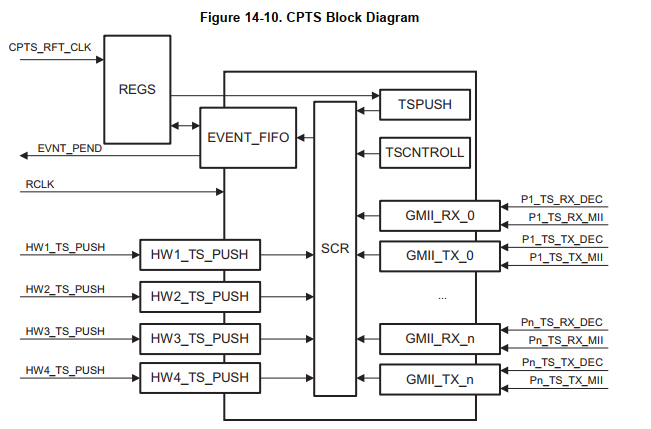 Figure 14-10. CPTS Block Diagram
CPTS_RFT_CLK
REGS
TSPUSH
EVENT_FIFO
EVNT_PEND
TSCNTROLL
RCLK
P1_TS_RX_DEC
GMII_RX_0
P1_TS_RX_MII
SCR
P1_TS_TX_DEC
HW1_TS_PUSH
HW1_TS_PUSH
GMII_TX_0
P1_TS_TX_MII
HW2_TS_PUSH
HW2_TS_PUSH
...
HW3_TS_PUSH
HW3_TS_PUSH
GMII_RX_n
Pn_TS_RX_DEC
Pn_TS_RX_MII
HW4_TS_PUSH
HW4_TS_PUSH
GMII_TX_n
Pn_TS_TX_DEC
Pn_TS_TX_MII